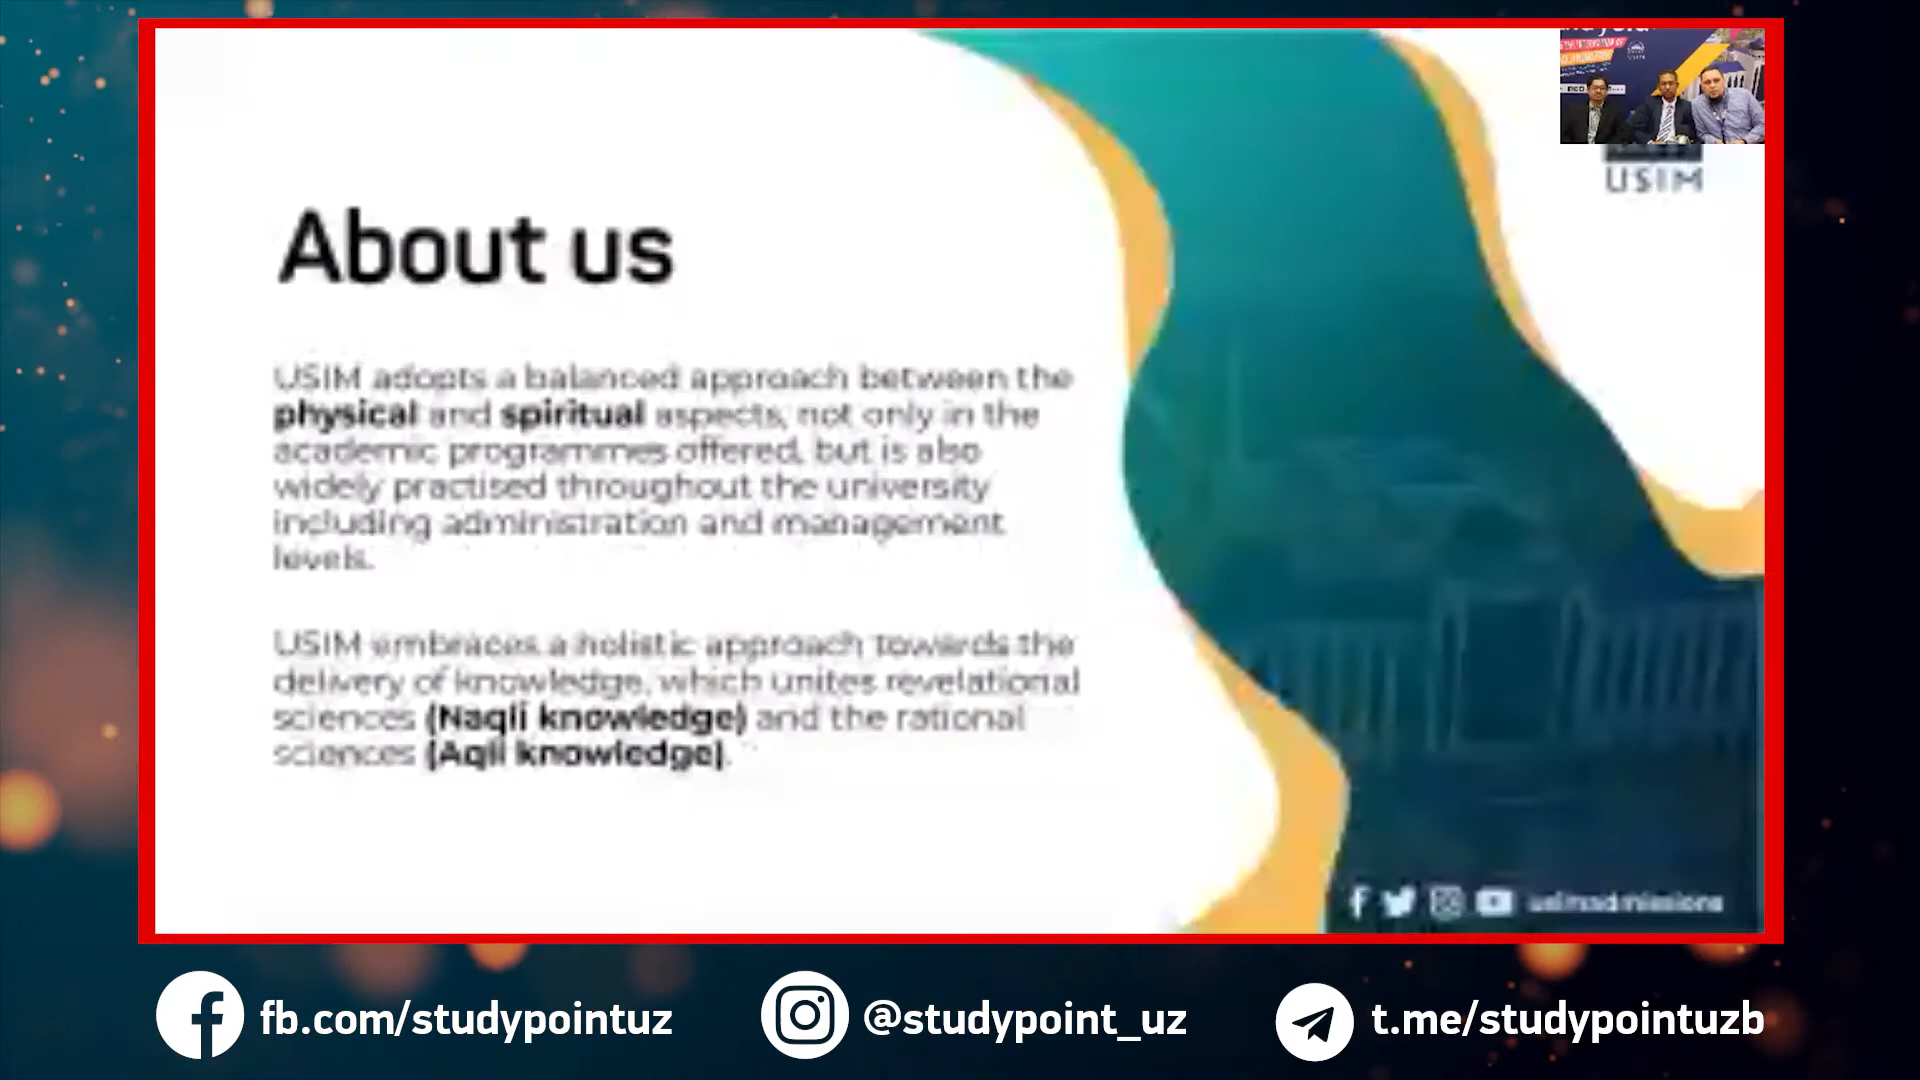 USIM
About us
USIM adopts a balanced approach between the
physical and spiritual aspects, not only in the
academic programmes offered, but is also
widely practised throughout the university
including administration and management
levels.
USIM embraces a holistic approach towards the
delivery of knowledge, which unites revelational
sciences (Naqli knowledge) and the rational
sciences (Aqli knowledge).
usimadmissions
fb.com/studypointuz
@studypoint_uz
t.me/studypointuzb